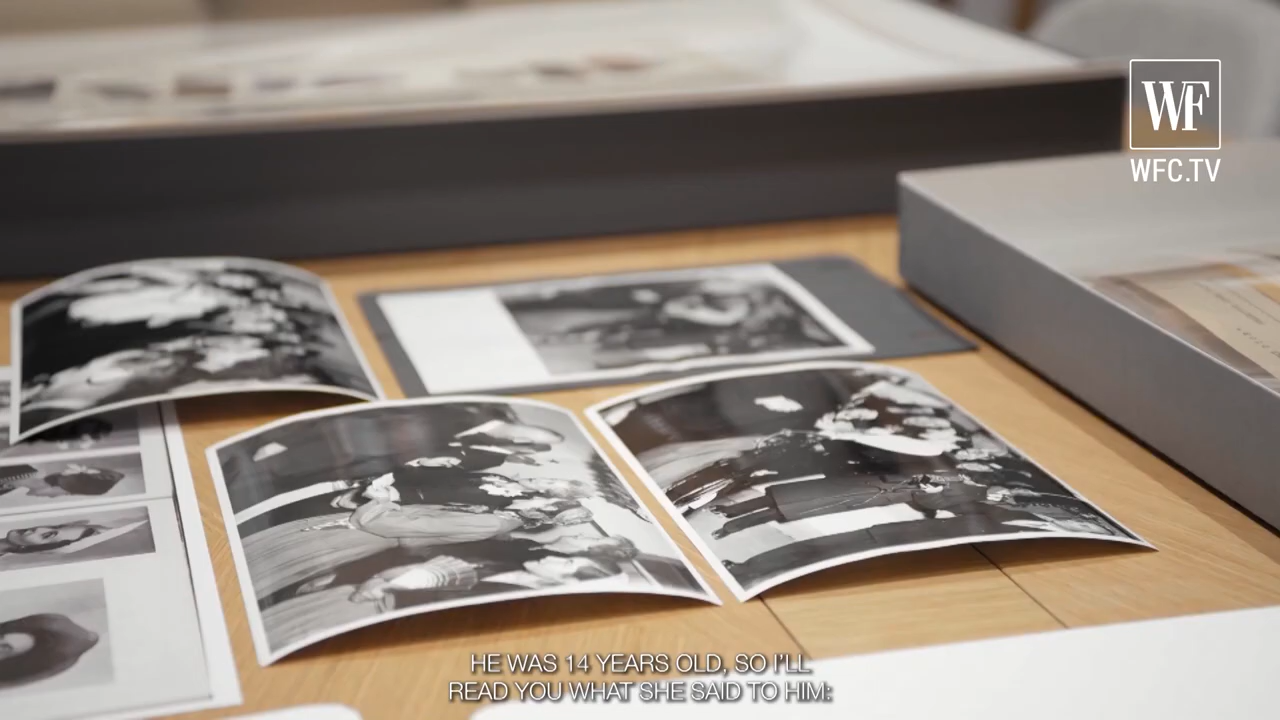 WF
WFC.TV
HE WAS 14 YEARS OLD, SO I'LL
READ YOU WHAT SHE SAID TO HIM: